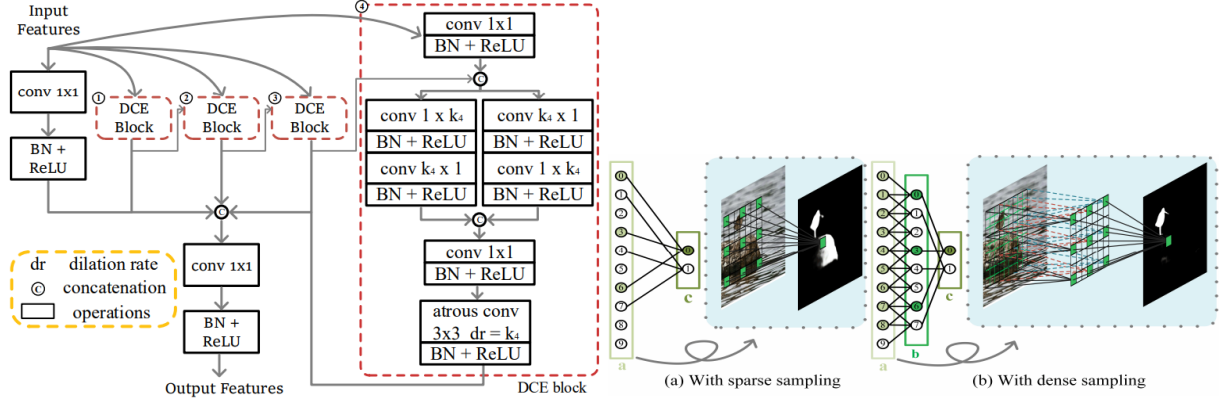 Input
Features
conv 1x1
BN +
ReLU
1
DCE
Block
2
DCE
Block
3
DCE
Block
C
conv 1x1
BN +
ReLU
Output Features
dr dilation rate
C concatenation
operations
4
conv 1x1
BN + ReLU
C
conv 1 x k₄
BN + ReLU
conv k₄ x 1
BN + ReLU
conv k₄ x 1
BN + ReLU
conv 1 x k₄
BN + ReLU
C
conv 1x1
BN + ReLU
atrous conv
3x3 dr = k₄
BN + ReLU
DCE block
0
1
2
3
4
5
6
7
8
9
a
0
1
c
(a) With sparse sampling
0
1
2
3
4
5
6
7
8
9
a
0
1
2
4
4
5
6
7
b
0
1
c
(b) With dense sampling